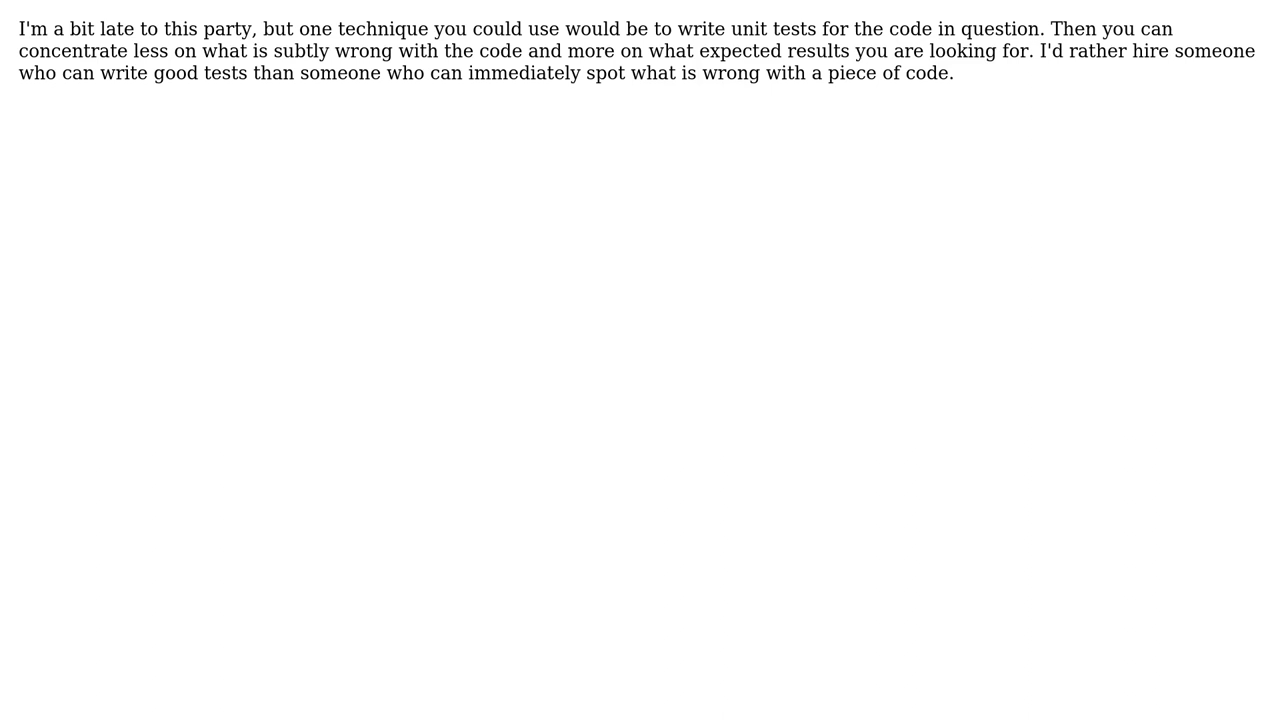 I'm a bit late to this party, but one technique you could use would be to write unit tests for the code in question. Then you can
concentrate less on what is subtly wrong with the code and more on what expected results you are looking for. I'd rather hire someone
who can write good tests than someone who can immediately spot what is wrong with a piece of code.